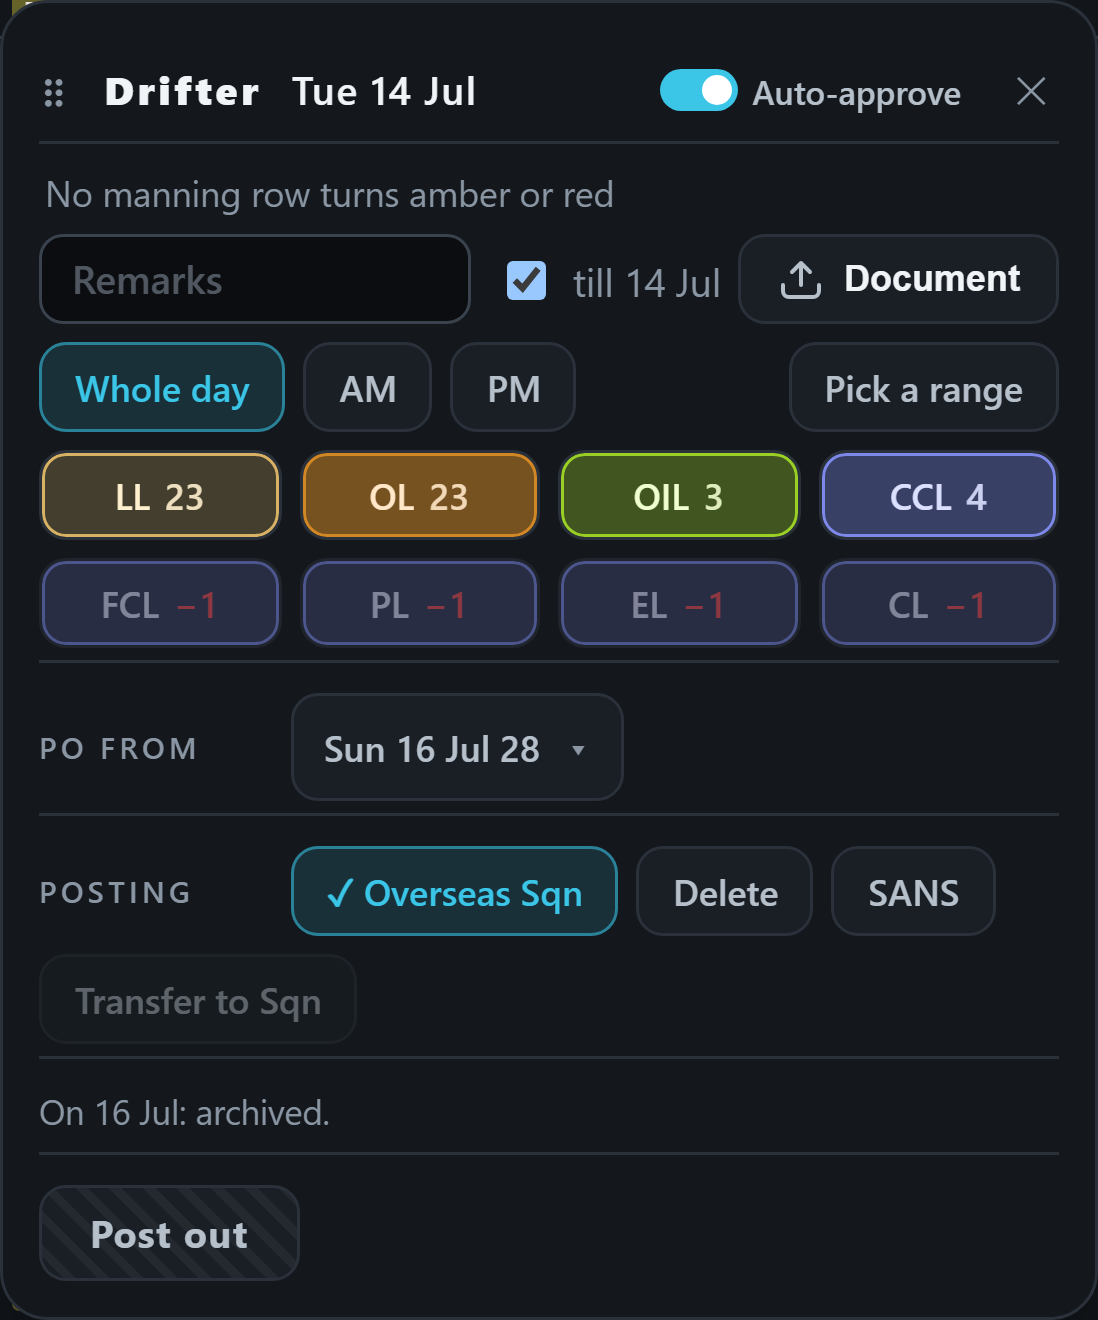 Drifter Tue 14 Jul Auto-approve
No manning row turns amber or red
Remarks till 14 Jul Document
Whole day AM PM Pick a range
LL 23 OL 23 OIL 3 CCL 4
FCL −1 PL −1 EL −1 CL −1
PO FROM Sun 16 Jul 28
POSTING ✓ Overseas Sqn Delete SANS
Transfer to Sqn
On 16 Jul: archived.
Post out